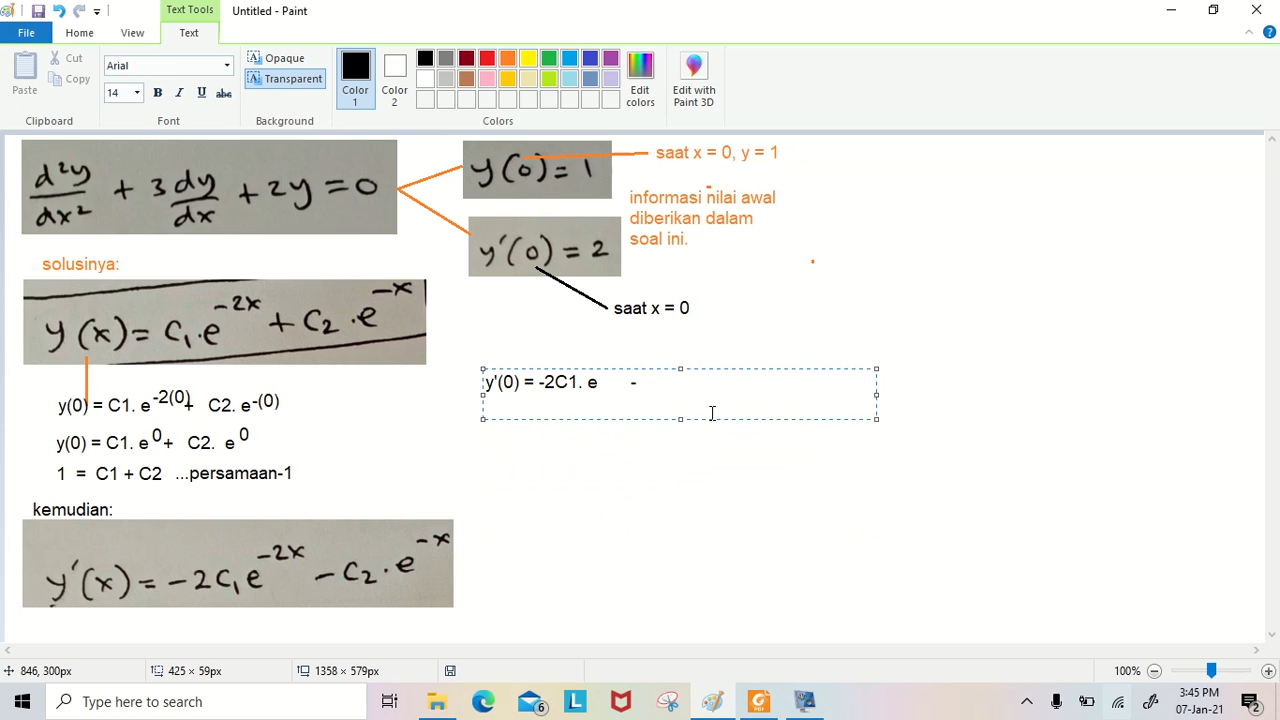 Text Tools
Untitled - Paint
File
Home
View
Text
Paste
Cut
Copy
Clipboard
Arial
14
B I U abc
Font
Opaque
Transparent
Background
Color 1
Color 2
Edit colors
Edit with Paint 3D
Colors
d²y/dx² + 3 dy/dx + 2y = 0
y(0) = 1
saat x = 0, y = 1
informasi nilai awal
diberikan dalam
soal ini.
y'(0) = 2
saat x = 0
solusinya:
y(x) = C₁.e^-2x + C₂.e^-x
y(0) = C1. e^-2(0) + C2. e^-(0)
y(0) = C1. e^0 + C2. e^0
1 = C1 + C2 ...persamaan-1
kemudian:
y'(x) = -2C₁e^-2x - C₂.e^-x
y'(0) = -2C1. e -
846, 300px
425 × 59px
1358 × 579px
100%
Type here to search
L
6
PDF
3:45 PM
07-Jan-21
2